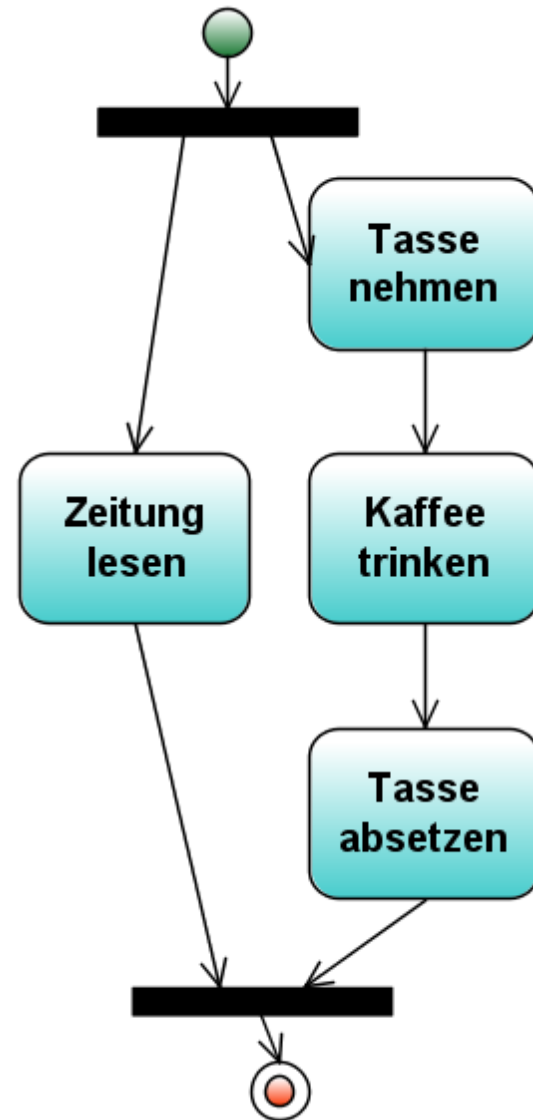 Tasse
nehmen
Zeitung
lesen
Kaffee
trinken
Tasse
absetzen